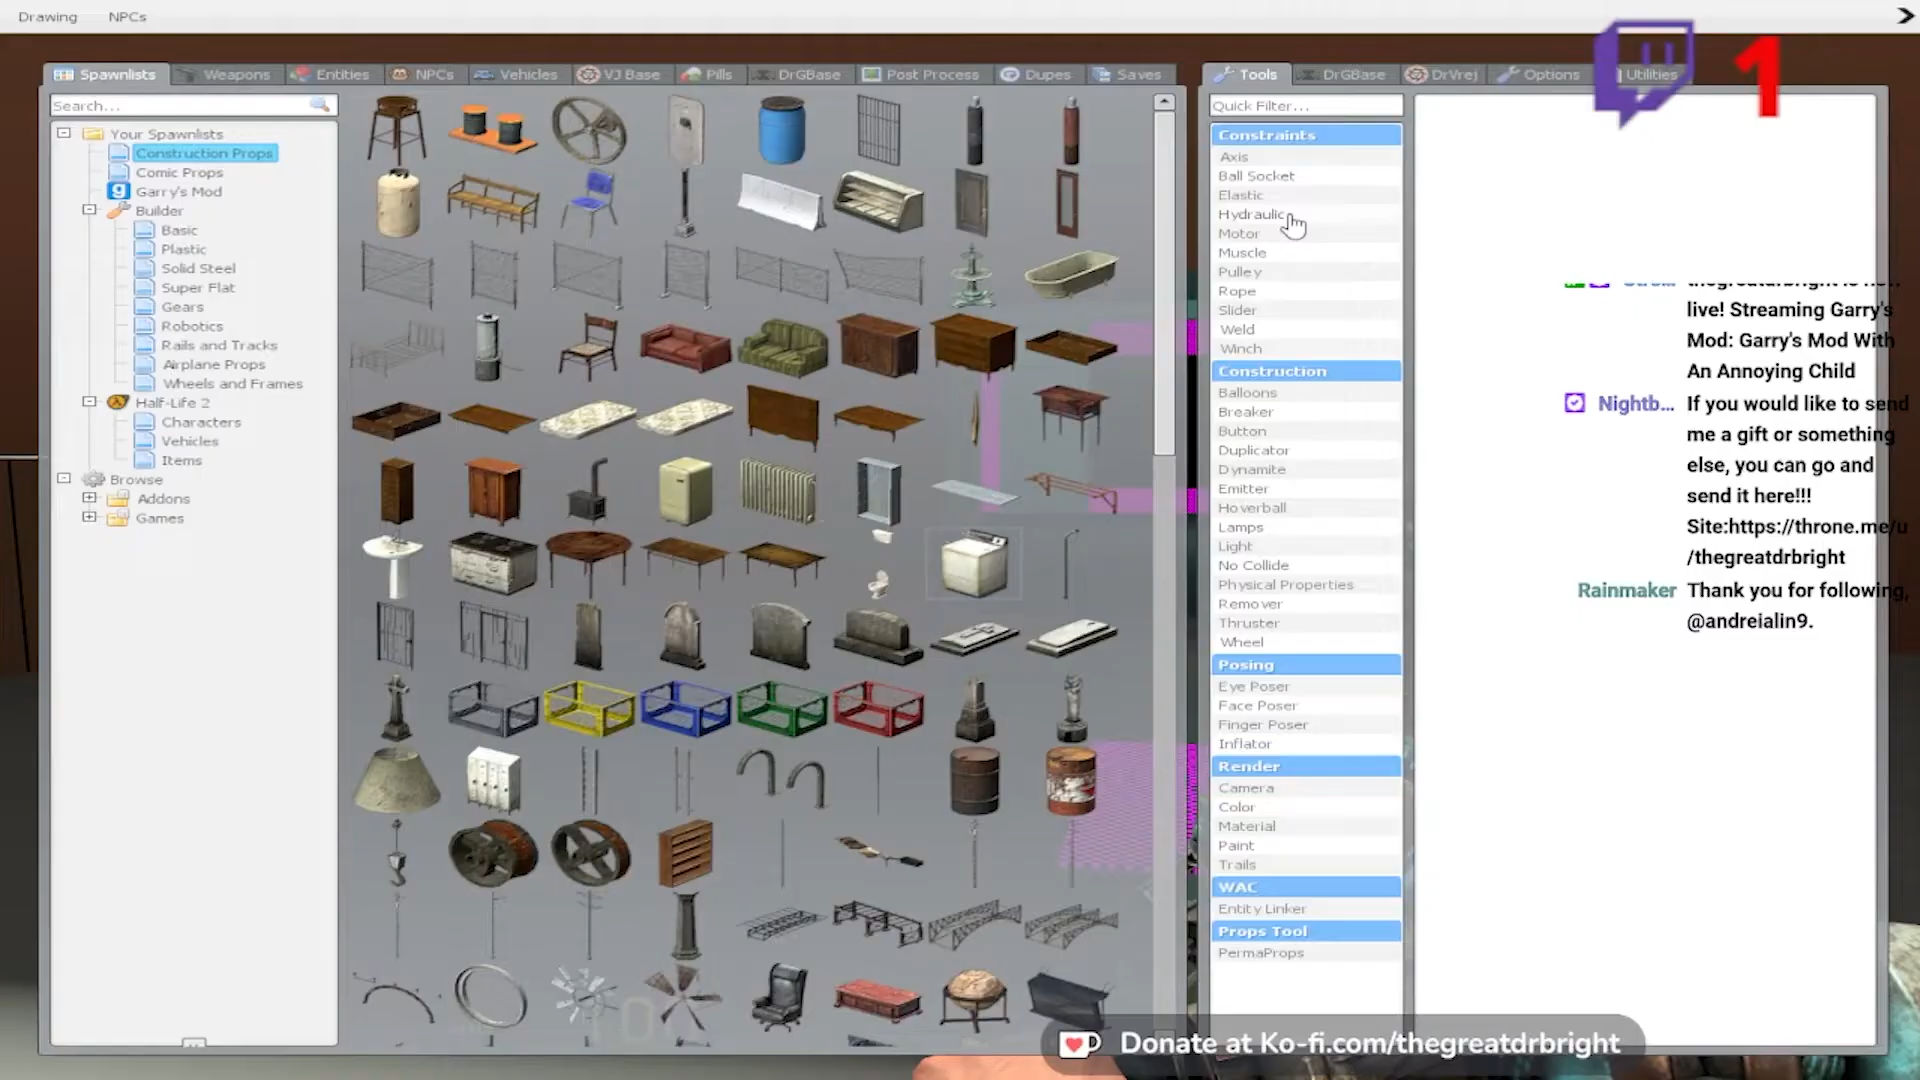 Drawing NPCs
Spawnlists Weapons Entities NPCs Vehicles VJ Base Pills DrGBase Post Process Dupes Saves
Search...
Your Spawnlists
Construction Props
Comic Props
Garry's Mod
Builder
Basic
Plastic
Solid Steel
Super Flat
Gears
Robotics
Rails and Tracks
Airplane Props
Wheels and Frames
Half-Life 2
Characters
Vehicles
Items
Browse
Addons
Games
Tools DrGBase DrVrej Options Utilities
1
Quick Filter...
Constraints
Axis
Ball Socket
Elastic
Hydraulic
Motor
Muscle
Pulley
Rope
Slider
Weld
Winch
Construction
Balloons
Breaker
Button
Duplicator
Dynamite
Emitter
Hoverball
Lamps
Light
No Collide
Physical Properties
Remover
Thruster
Wheel
Posing
Eye Poser
Face Poser
Finger Poser
Inflator
Render
Camera
Color
Material
Paint
Trails
WAC
Entity Linker
Props Tool
PermaProps
live! Streaming Garry's
Mod: Garry's Mod With
An Annoying Child
Nightb... If you would like to send
me a gift or something
else, you can go and
send it here!!!
Site:https://throne.me/u
/thegreatdrbright
Rainmaker Thank you for following,
@andreialin9.
Donate at Ko-fi.com/thegreatdrbright